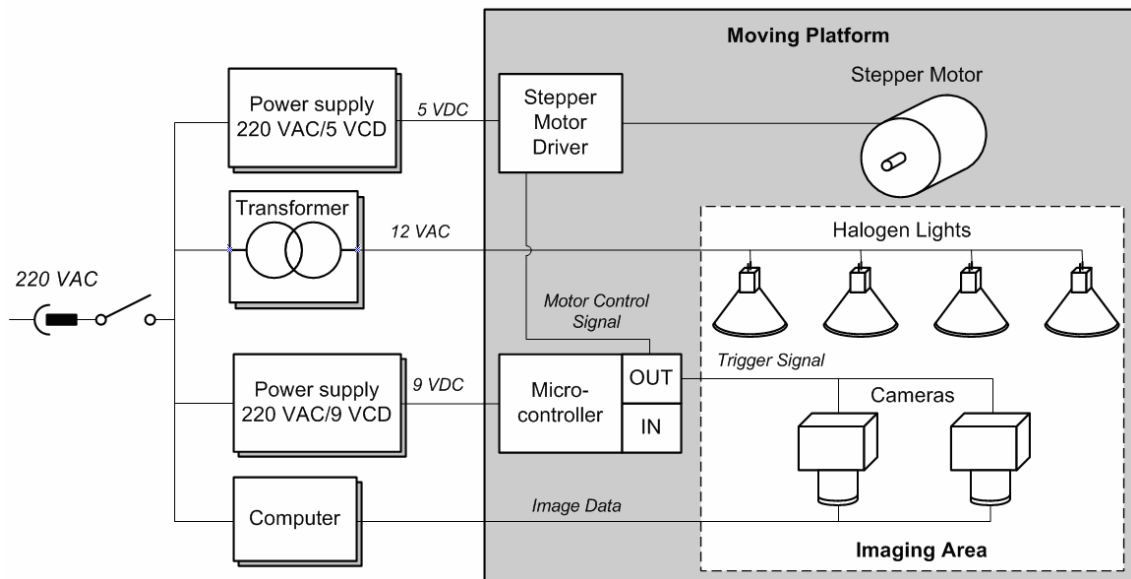 Moving Platform
Stepper Motor
Power supply
220 VAC/5 VCD
5 VDC
Stepper
Motor
Driver
Transformer
12 VAC
Halogen Lights
220 VAC
Motor Control
Signal
Trigger Signal
Power supply
220 VAC/9 VCD
9 VDC
Micro-
controller
OUT
IN
Cameras
Computer
Image Data
Imaging Area